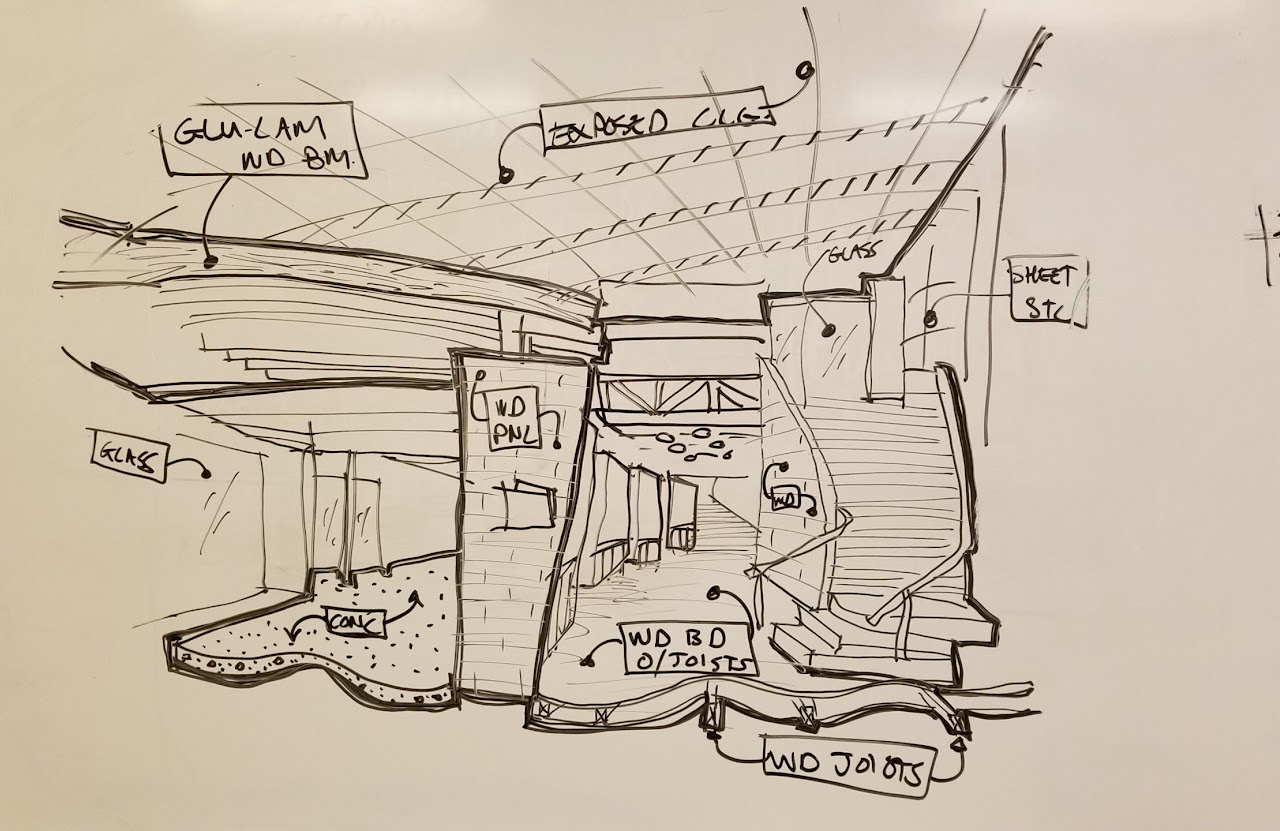 GLU-LAM
WD BM.
EXPOSED CLG
GLASS
SHEET
STL
WD
PNL
GLASS
WD
CONC
WD BD
O/JOISTS
WD JOISTS